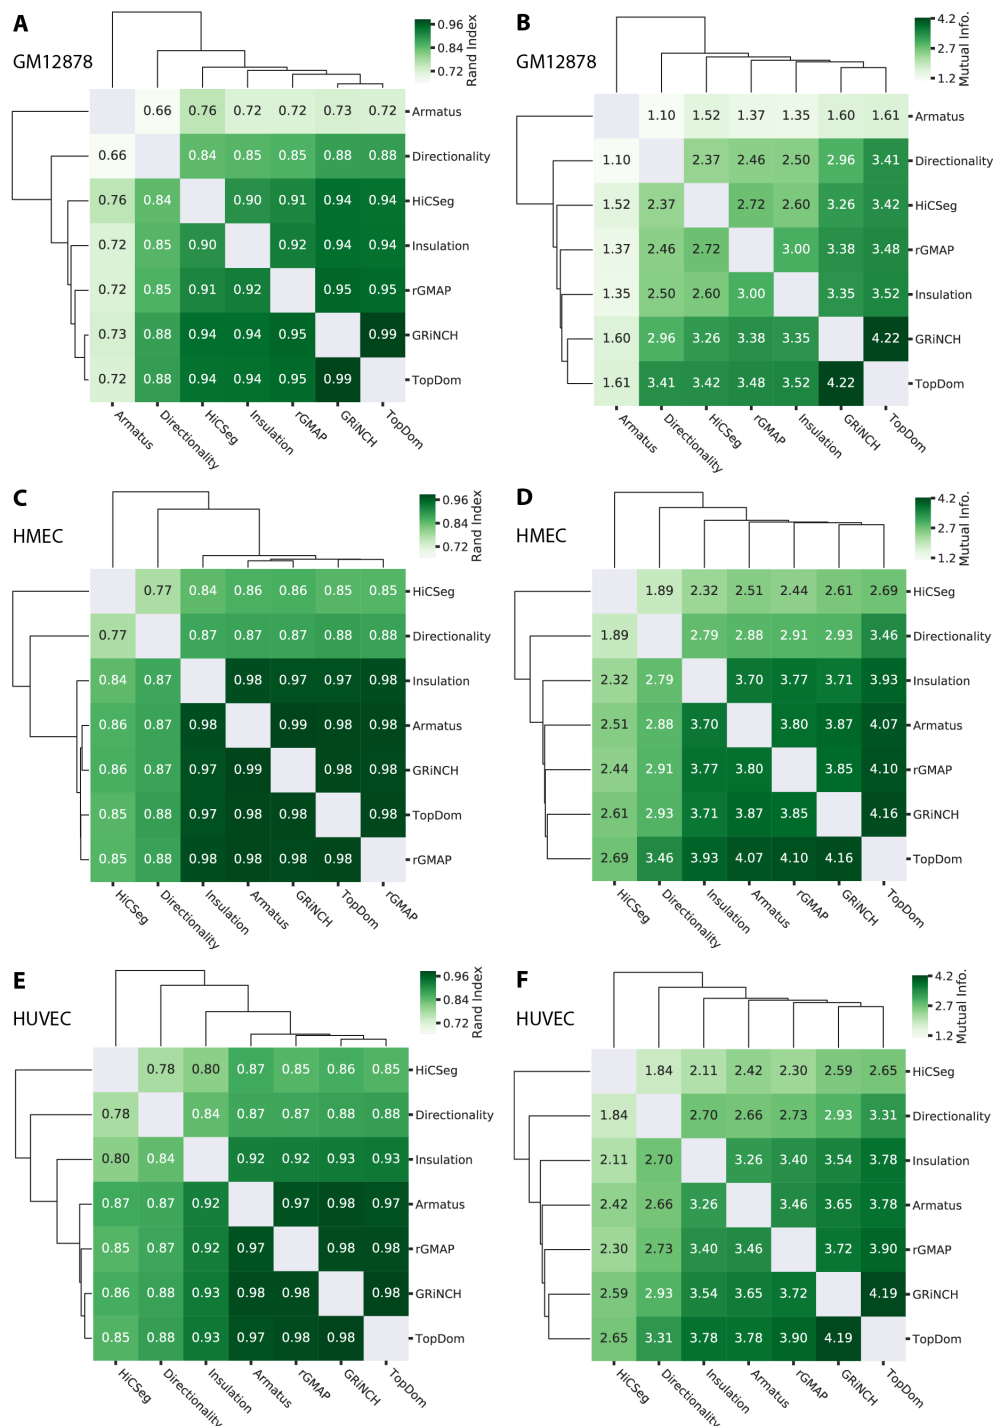 A
GM12878
0.96
0.84
0.72
Rand Index
0.66 0.76 0.72 0.72 0.73 0.72 Armatus
0.66 0.84 0.85 0.85 0.88 0.88 Directionality
0.76 0.84 0.90 0.91 0.94 0.94 HiCSeg
0.72 0.85 0.90 0.92 0.94 0.94 Insulation
0.72 0.85 0.91 0.92 0.95 0.95 rGMAP
0.73 0.88 0.94 0.94 0.95 0.99 GRiNCH
0.72 0.88 0.94 0.94 0.95 0.99 TopDom
Armatus Directionality HiCSeg Insulation rGMAP GRiNCH TopDom
B
GM12878
4.2
2.7
1.2
Mutual Info.
1.10 1.52 1.37 1.35 1.60 1.61 Armatus
1.10 2.37 2.46 2.50 2.96 3.41 Directionality
1.52 2.37 2.72 2.60 3.26 3.42 HiCSeg
1.37 2.46 2.72 3.00 3.38 3.48 rGMAP
1.35 2.50 2.60 3.00 3.35 3.52 Insulation
1.60 2.96 3.26 3.38 3.35 4.22 GRiNCH
1.61 3.41 3.42 3.48 3.52 4.22 TopDom
Armatus Directionality HiCSeg rGMAP Insulation GRiNCH TopDom
C
HMEC
0.96
0.84
0.72
Rand Index
0.77 0.84 0.86 0.86 0.85 0.85 HiCSeg
0.77 0.87 0.87 0.87 0.88 0.88 Directionality
0.84 0.87 0.98 0.97 0.97 0.98 Insulation
0.86 0.87 0.98 0.99 0.98 0.98 Armatus
0.86 0.87 0.97 0.99 0.98 0.98 GRiNCH
0.85 0.88 0.97 0.98 0.98 0.98 TopDom
0.85 0.88 0.98 0.98 0.98 0.98 rGMAP
HiCSeg Directionality Insulation Armatus GRiNCH TopDom rGMAP
D
HMEC
4.2
2.7
1.2
Mutual Info.
1.89 2.32 2.51 2.44 2.61 2.69 HiCSeg
1.89 2.79 2.88 2.91 2.93 3.46 Directionality
2.32 2.79 3.70 3.77 3.71 3.93 Insulation
2.51 2.88 3.70 3.80 3.87 4.07 Armatus
2.44 2.91 3.77 3.80 3.85 4.10 rGMAP
2.61 2.93 3.71 3.87 3.85 4.16 GRiNCH
2.69 3.46 3.93 4.07 4.10 4.16 TopDom
HiCSeg Directionality Insulation Armatus rGMAP GRiNCH TopDom
E
HUVEC
0.96
0.84
0.72
Rand Index
0.78 0.80 0.87 0.85 0.86 0.85 HiCSeg
0.78 0.84 0.87 0.87 0.88 0.88 Directionality
0.80 0.84 0.92 0.92 0.93 0.93 Insulation
0.87 0.87 0.92 0.97 0.98 0.97 Armatus
0.85 0.87 0.92 0.97 0.98 0.98 rGMAP
0.86 0.88 0.93 0.98 0.98 0.98 GRiNCH
0.85 0.88 0.93 0.97 0.98 0.98 TopDom
HiCSeg Directionality Insulation Armatus rGMAP GRiNCH TopDom
F
HUVEC
4.2
2.7
1.2
Mutual Info.
1.84 2.11 2.42 2.30 2.59 2.65 HiCSeg
1.84 2.70 2.66 2.73 2.93 3.31 Directionality
2.11 2.70 3.26 3.40 3.54 3.78 Insulation
2.42 2.66 3.26 3.46 3.65 3.78 Armatus
2.30 2.73 3.40 3.46 3.72 3.90 rGMAP
2.59 2.93 3.54 3.65 3.72 4.19 GRiNCH
2.65 3.31 3.78 3.78 3.90 4.19 TopDom
HiCSeg Directionality Insulation Armatus rGMAP GRiNCH TopDom